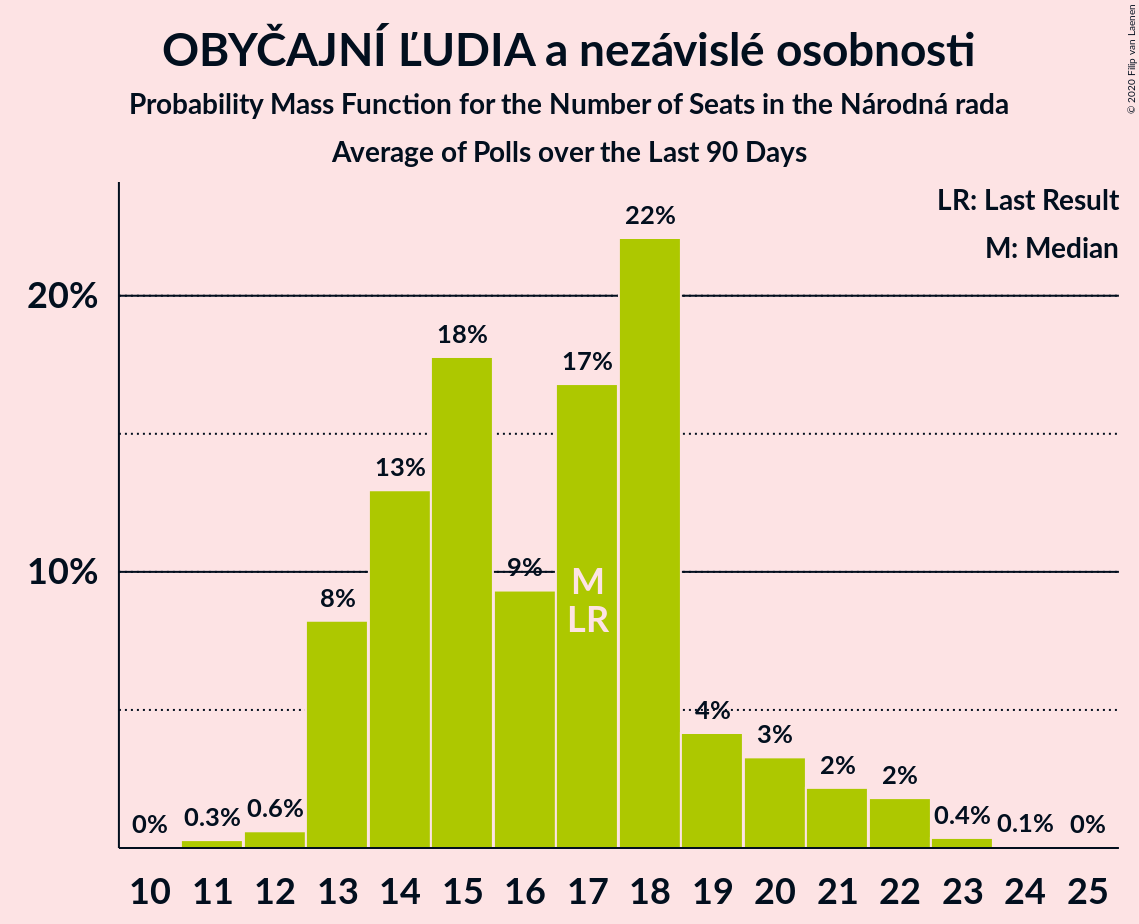 OBYČAJNÍ ĽUDIA a nezávislé osobnosti
Probability Mass Function for the Number of Seats in the Národná rada
Average of Polls over the Last 90 Days
© 2020 Filip van Laenen
LR: Last Result
M: Median
20%
10%
0%
0.3%
0.6%
8%
13%
18%
9%
17%
22%
4%
3%
2%
2%
0.4%
0.1%
0%
M
LR
10 11 12 13 14 15 16 17 18 19 20 21 22 23 24 25